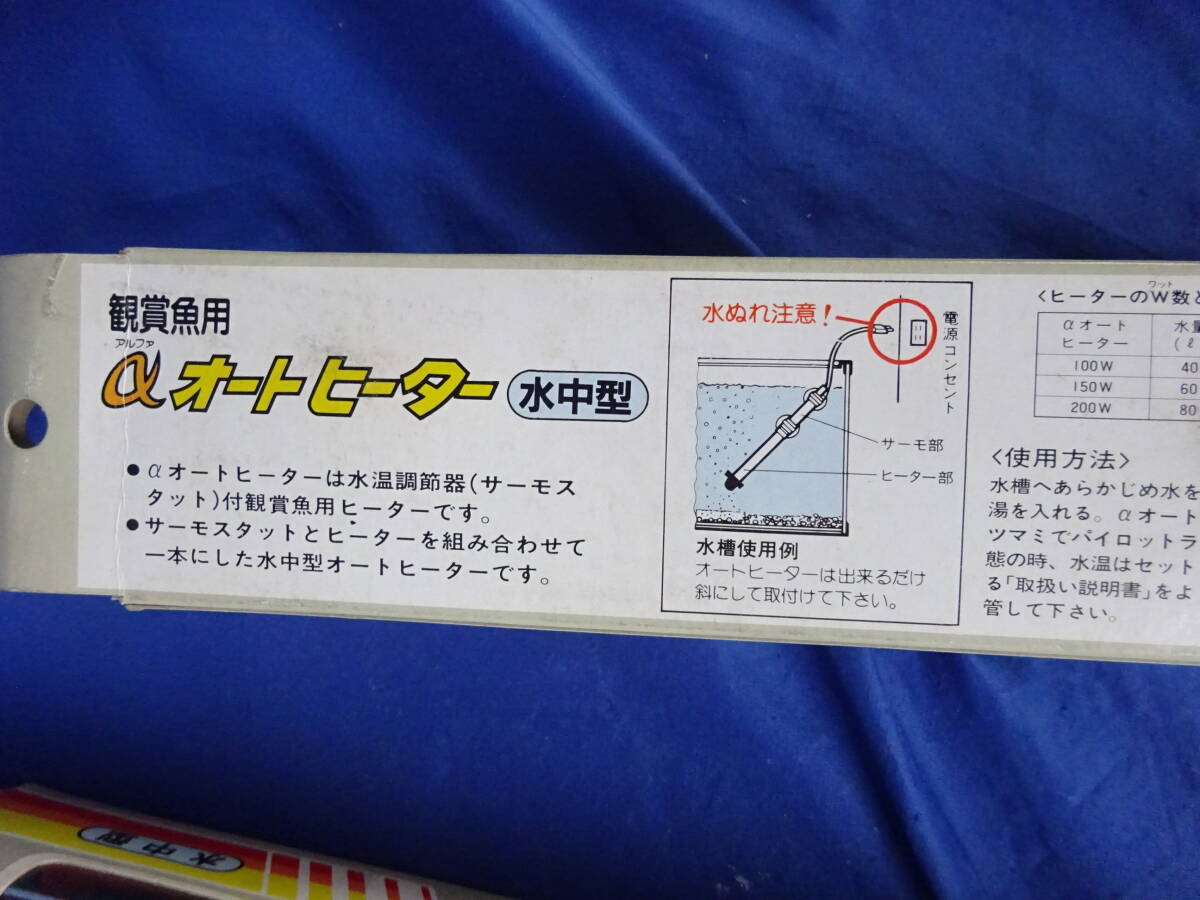 観賞魚用
アルファ
αオートヒーター 水中型
●αオートヒーターは水温調節器(サーモス
タット)付観賞魚用ヒーターです。
●サーモスタットとヒーターを組み合わせて
一本にした水中型オートヒーターです。
水ぬれ注意!
電源コンセント
サーモ部
ヒーター部
水槽使用例
オートヒーターは出来るだけ
斜にして取付けて下さい。
ワット
<ヒーターのW数と
αオート
ヒーター
水量
(ℓ
100W 40
150W 60
200W 80
<使用方法>
水槽へあらかじめ水を
湯を入れる。αオート
ツマミでパイロットラ
態の時、水温はセット
る「取扱い説明書」をよ
管して下さい。
水中型